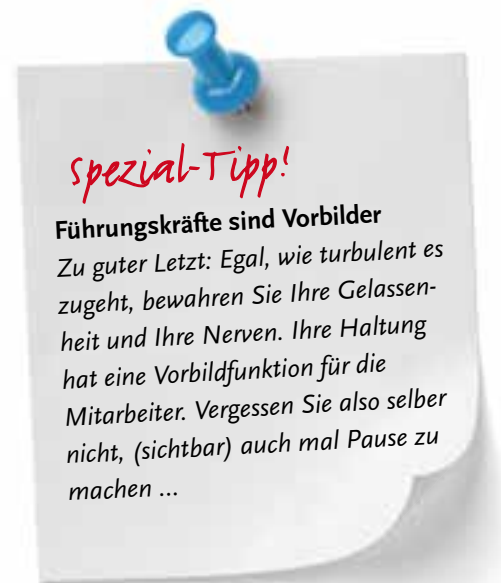 Spezial-Tipp!
Führungskräfte sind Vorbilder
Zu guter Letzt: Egal, wie turbulent es
zugeht, bewahren Sie Ihre Gelassen-
heit und Ihre Nerven. Ihre Haltung
hat eine Vorbildfunktion für die
Mitarbeiter. Vergessen Sie also selber
nicht, (sichtbar) auch mal Pause zu
machen ...